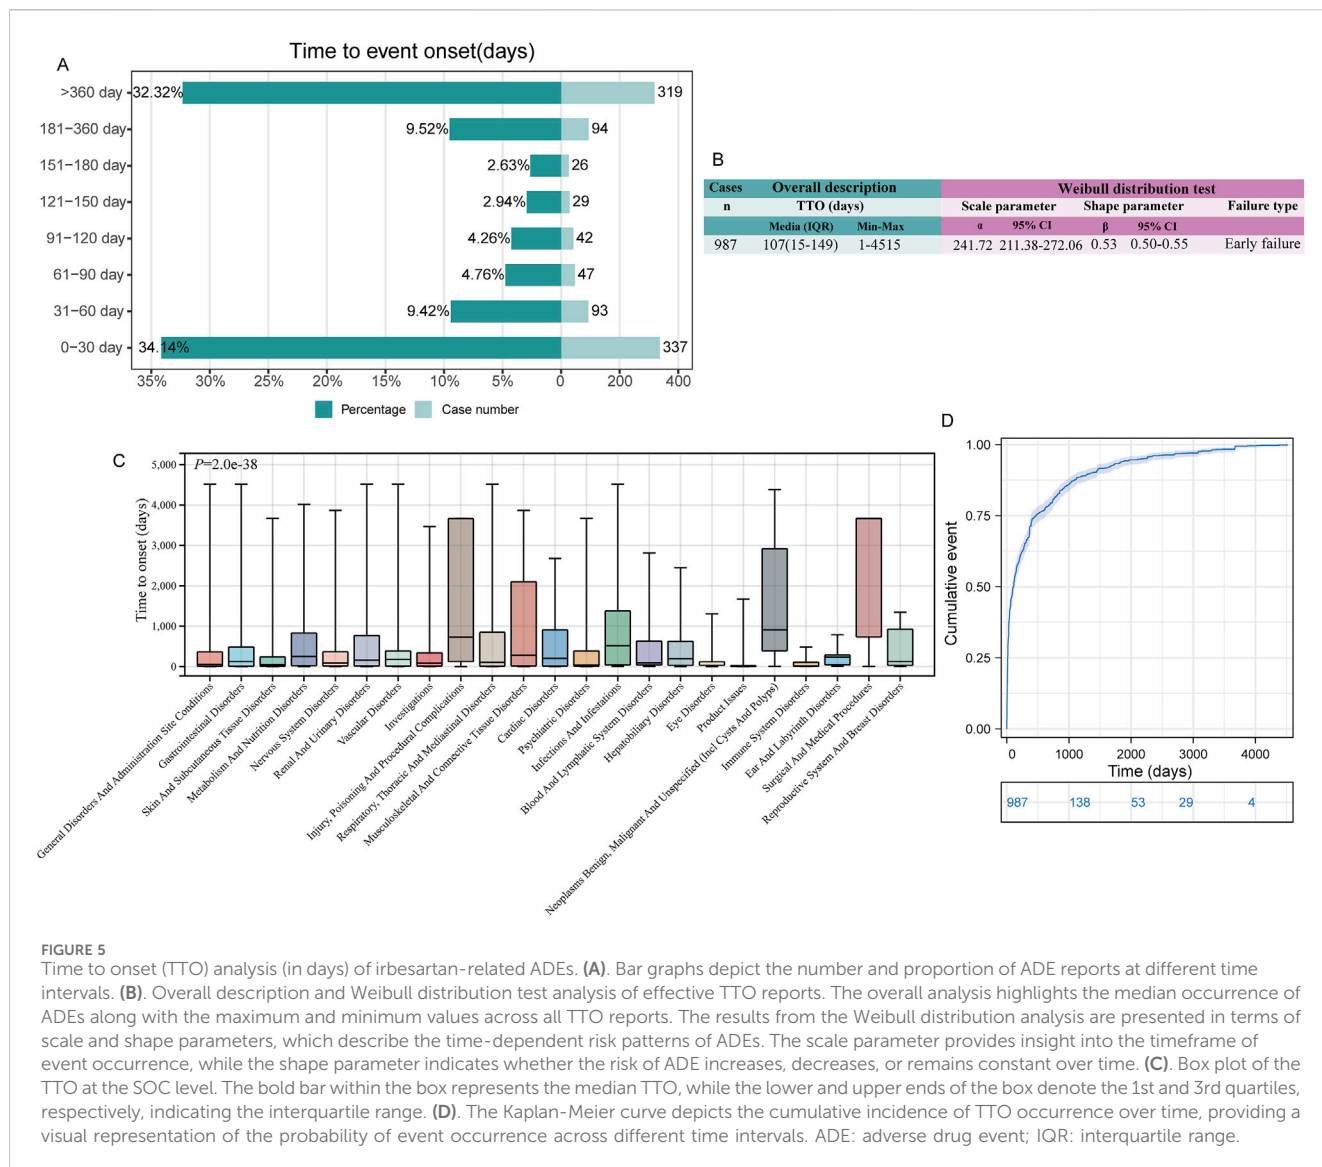 Time to event onset(days)
A
>360 day
32.32%
319
181−360 day
9.52%
94
151−180 day
2.63%
26
121−150 day
2.94%
29
91−120 day
4.26%
42
61−90 day
4.76%
47
31−60 day
9.42%
93
0−30 day
34.14%
337
35% 30% 25% 20% 15% 10% 5% 0 200 400
Percentage Case number
B
Cases Overall description Weibull distribution test
n TTO (days) Scale parameter Shape parameter Failure type
Media (IQR) Min-Max α 95% CI β 95% CI
987 107(15-149) 1-4515 241.72 211.38-272.06 0.53 0.50-0.55 Early failure
C
P=2.0e-38
Time to onset (days)
5,000
4,000
3,000
2,000
1,000
0
General Disorders And Administration Site Conditions
Gastrointestinal Disorders
Skin And Subcutaneous Tissue Disorders
Metabolism And Nutrition Disorders
Nervous System Disorders
Renal And Urinary Disorders
Vascular Disorders
Investigations
Injury, Poisoning And Procedural Complications
Respiratory, Thoracic And Mediastinal Disorders
Musculoskeletal And Connective Tissue Disorders
Cardiac Disorders
Psychiatric Disorders
Infections And Infestations
Blood And Lymphatic System Disorders
Hepatobiliary Disorders
Eye Disorders
Product Issues
Neoplasms Benign, Malignant And Unspecified (Incl Cysts And Polyps)
Immune System Disorders
Ear And Labyrinth Disorders
Surgical And Medical Procedures
Reproductive System And Breast Disorders
D
Cumulative event
1.00
0.75
0.50
0.25
0.00
0 1000 2000 3000 4000
Time (days)
987 138 53 29 4
FIGURE 5
Time to onset (TTO) analysis (in days) of irbesartan-related ADEs. (A). Bar graphs depict the number and proportion of ADE reports at different time
intervals. (B). Overall description and Weibull distribution test analysis of effective TTO reports. The overall analysis highlights the median occurrence of
ADEs along with the maximum and minimum values across all TTO reports. The results from the Weibull distribution analysis are presented in terms of
scale and shape parameters, which describe the time-dependent risk patterns of ADEs. The scale parameter provides insight into the timeframe of
event occurrence, while the shape parameter indicates whether the risk of ADE increases, decreases, or remains constant over time. (C). Box plot of the
TTO at the SOC level. The bold bar within the box represents the median TTO, while the lower and upper ends of the box denote the 1st and 3rd quartiles,
respectively, indicating the interquartile range. (D). The Kaplan-Meier curve depicts the cumulative incidence of TTO occurrence over time, providing a
visual representation of the probability of event occurrence across different time intervals. ADE: adverse drug event; IQR: interquartile range.